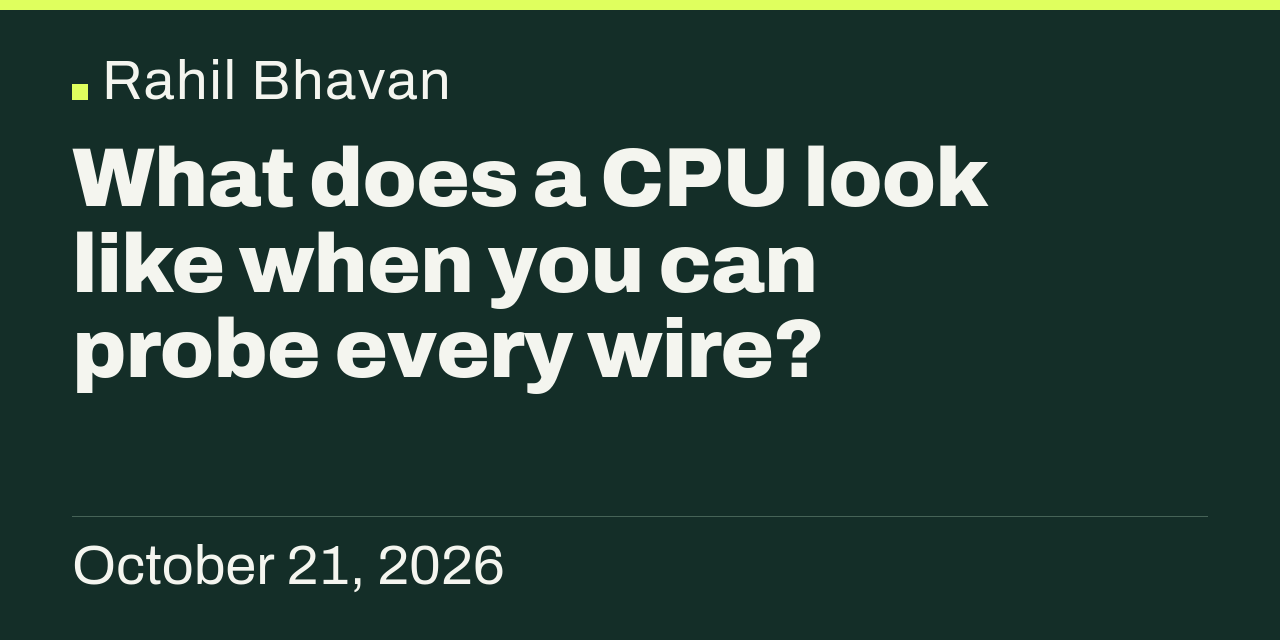 Rahil Bhavan
What does a CPU look
like when you can
probe every wire?
October 21, 2026